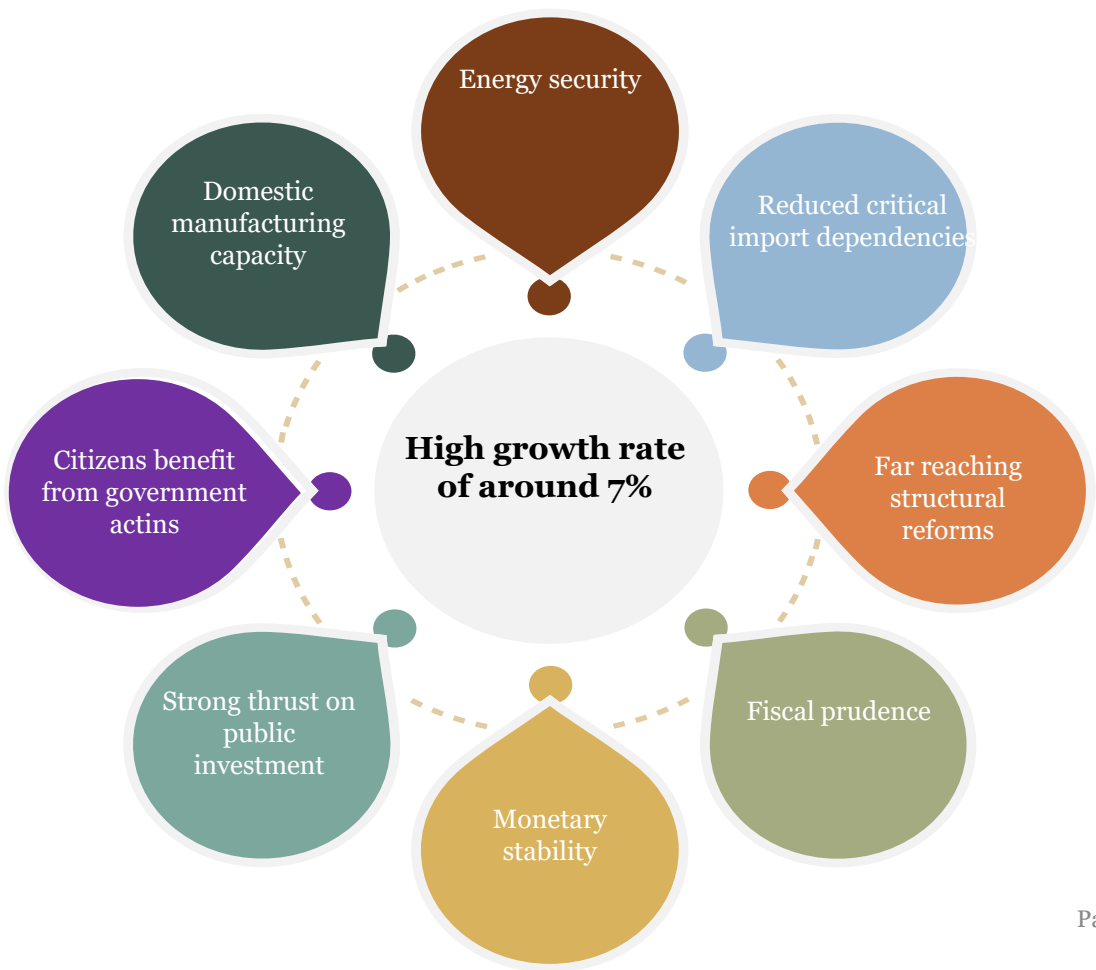 Energy security
Domestic
manufacturing
capacity
Reduced critical
import dependencies
High growth rate
of around 7%
Citizens benefit
from government
actins
Far reaching
structural
reforms
Strong thrust on
public
investment
Fiscal prudence
Monetary
stability
Pa